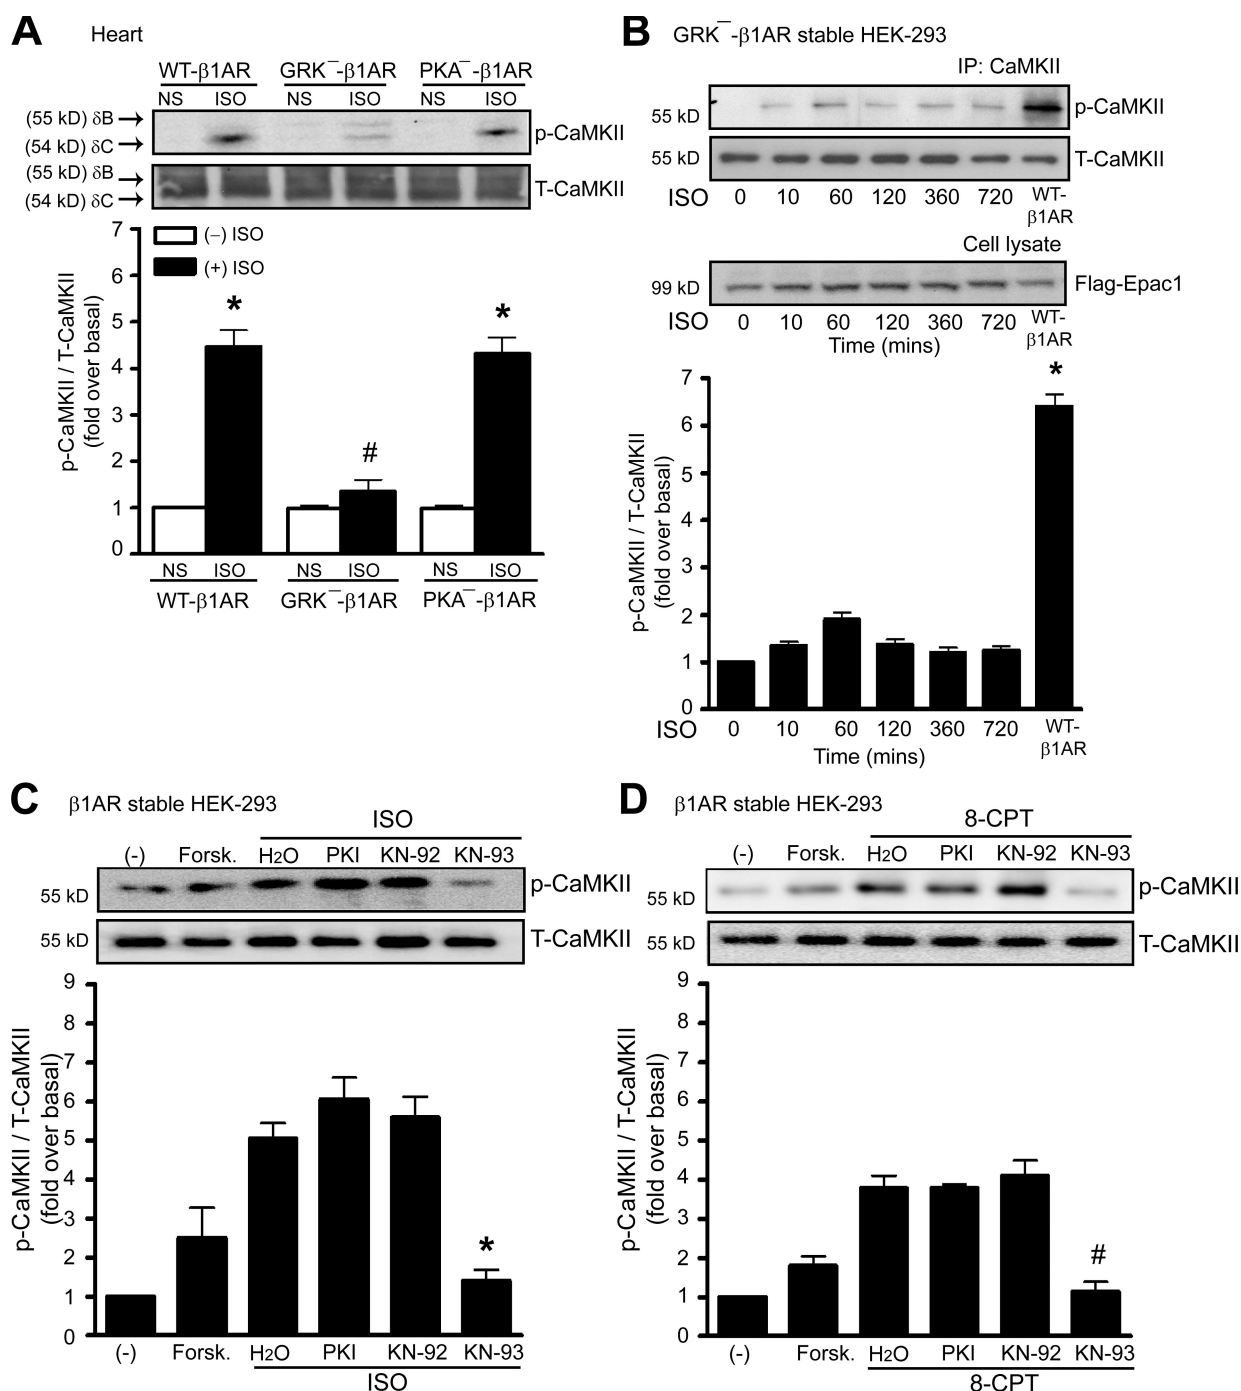 A Heart
WT-β1AR GRK¯-β1AR PKA¯-β1AR
NS ISO NS ISO NS ISO
(55 kD) δB
(54 kD) δC
p-CaMKII
(55 kD) δB
(54 kD) δC
T-CaMKII
(–) ISO
(+) ISO
p-CaMKII / T-CaMKII
(fold over basal)
7
6
5
4
3
2
1
0
*
#
*
NS ISO NS ISO NS ISO
WT-β1AR GRK¯-β1AR PKA¯-β1AR
B GRK¯-β1AR stable HEK-293
IP: CaMKII
55 kD p-CaMKII
55 kD T-CaMKII
ISO 0 10 60 120 360 720 WT-
β1AR
Cell lysate
99 kD Flag-Epac1
ISO 0 10 60 120 360 720 WT-
β1AR
Time (mins)
p-CaMKII / T-CaMKII
(fold over basal)
7
6
5
4
3
2
1
0
*
ISO 0 10 60 120 360 720 WT-
β1AR
Time (mins)
C β1AR stable HEK-293
ISO
(-) Forsk. H2O PKI KN-92 KN-93
55 kD p-CaMKII
55 kD T-CaMKII
p-CaMKII / T-CaMKII
(fold over basal)
9
8
7
6
5
4
3
2
1
0
*
(-) Forsk. H2O PKI KN-92 KN-93
ISO
D β1AR stable HEK-293
8-CPT
(-) Forsk. H2O PKI KN-92 KN-93
55 kD p-CaMKII
55 kD T-CaMKII
p-CaMKII / T-CaMKII
(fold over basal)
9
8
7
6
5
4
3
2
1
0
#
(-) Forsk. H2O PKI KN-92 KN-93
8-CPT